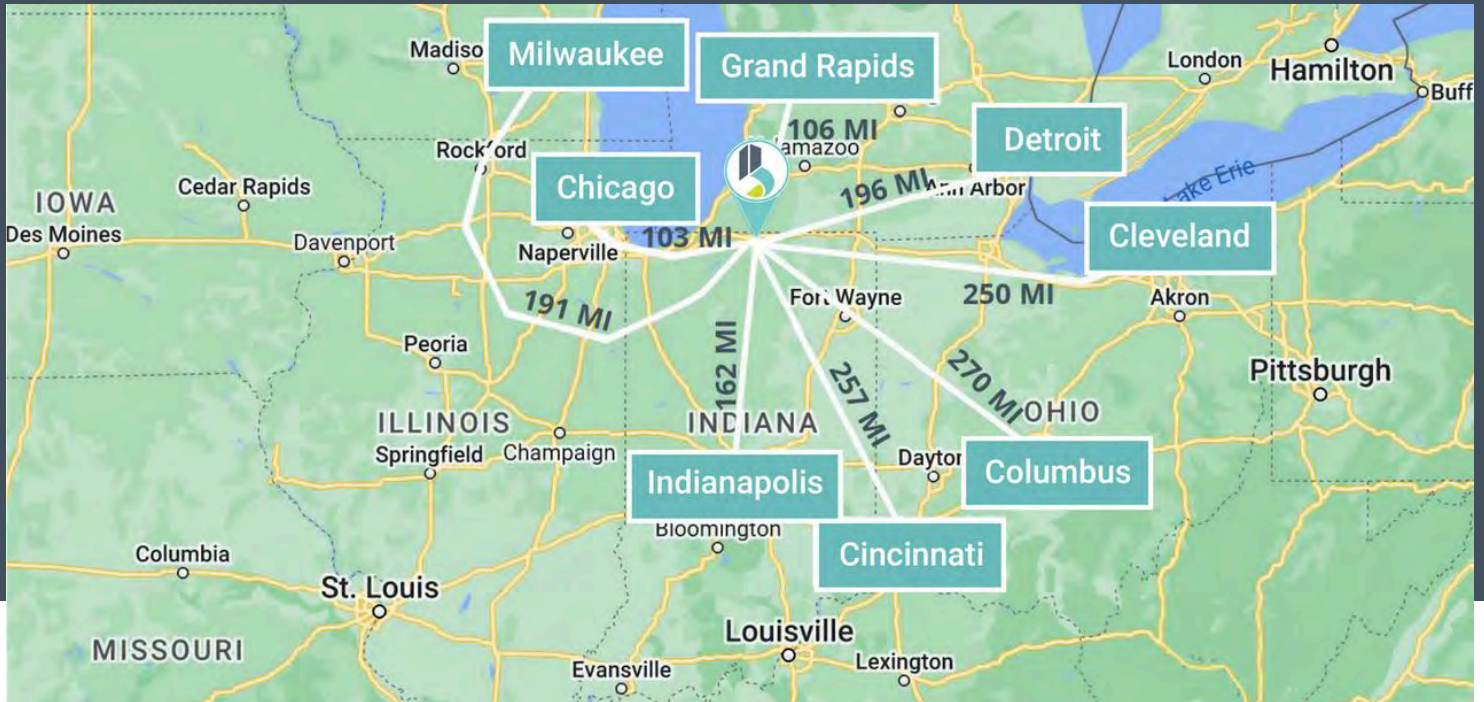 Madiso
Milwaukee
Grand Rapids
London
Hamilton
Buff
106 MI
Detroit
Rockford
amazoo
Chicago
196 MI
Ann Arbor
ake Erie
Cedar Rapids
IOWA
Des Moines
Davenport
Naperville
103 MI
Cleveland
191 MI
Fort Wayne
250 MI
Akron
Peoria
162 MI
257 MI
270 MI
Pittsburgh
ILLINOIS
INDIANA
OHIO
Springfield
Champaign
Dayton
Indianapolis
Columbus
Bloomington
Cincinnati
Columbia
St. Louis
MISSOURI
Louisville
Evansville
Lexington